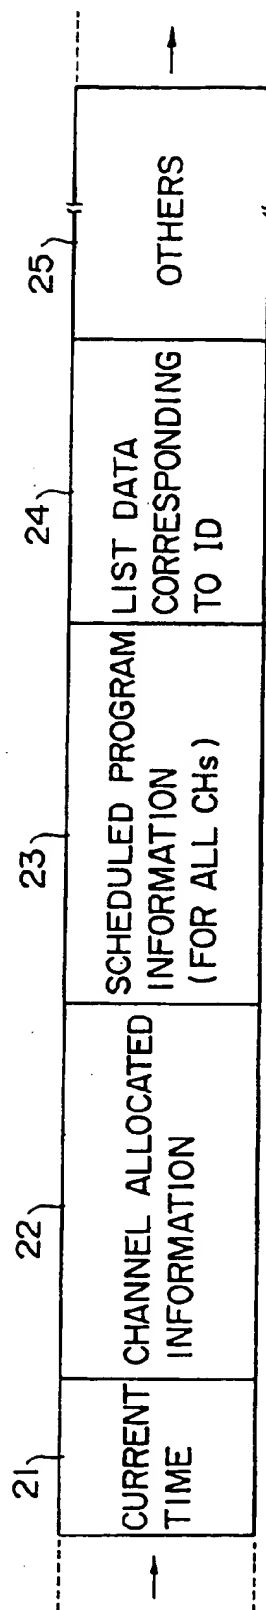 21
22
23
24
25
CURRENT
TIME
CHANNEL ALLOCATED
INFORMATION
SCHEDULED PROGRAM
INFORMATION
(FOR ALL CHs)
LIST DATA
CORRESPONDING
TO ID
OTHERS